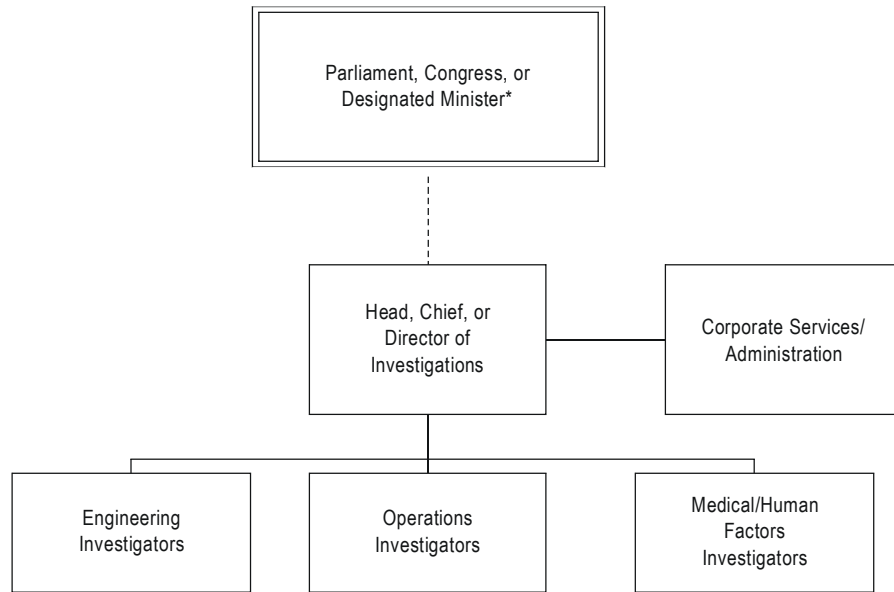 Parliament, Congress, or
Designated Minister*
Head, Chief, or
Director of
Investigations
Corporate Services/
Administration
Engineering
Investigators
Operations
Investigators
Medical/Human
Factors
Investigators